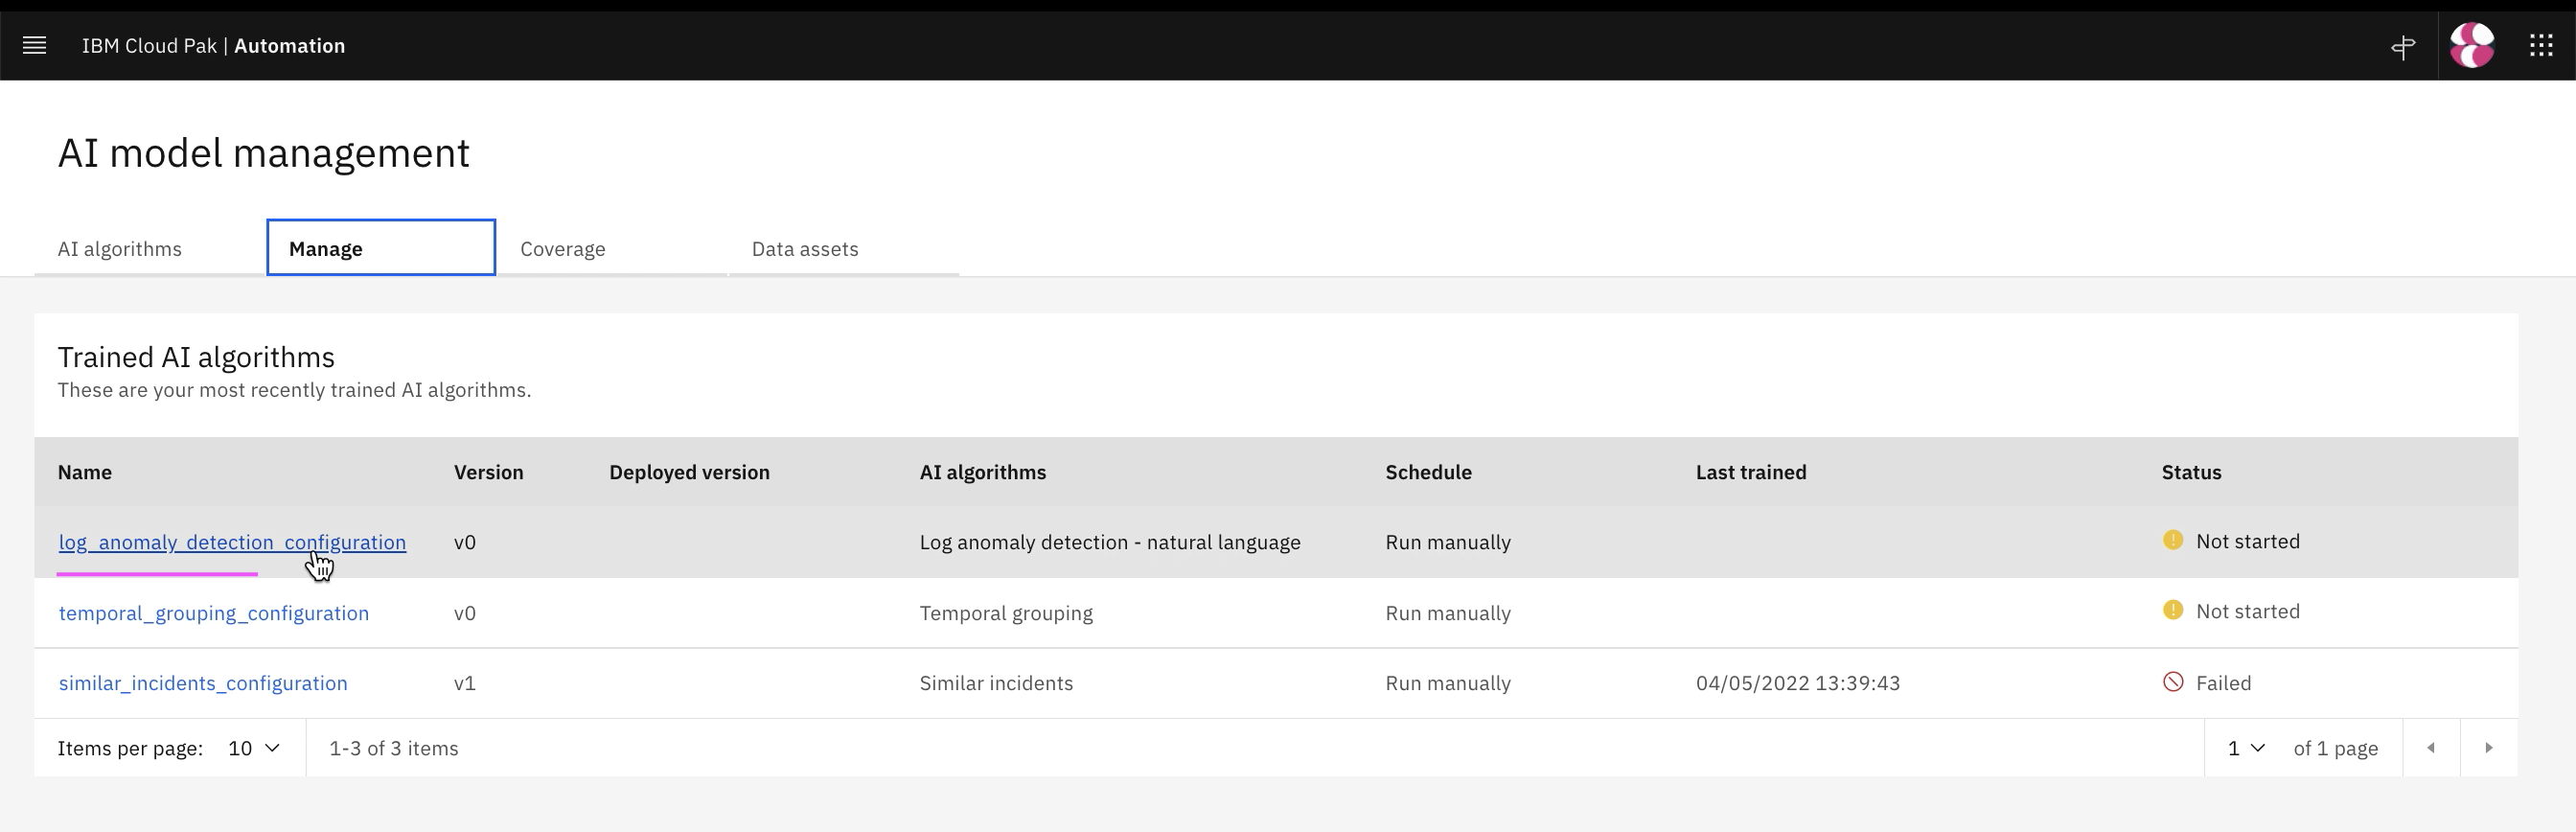 IBM Cloud Pak | Automation
AI model management
AI algorithms Manage Coverage Data assets
Trained AI algorithms
These are your most recently trained AI algorithms.
Name Version Deployed version AI algorithms Schedule Last trained Status
log_anomaly_detection_configuration v0 Log anomaly detection - natural language Run manually Not started
temporal_grouping_configuration v0 Temporal grouping Run manually Not started
similar_incidents_configuration v1 Similar incidents Run manually 04/05/2022 13:39:43 Failed
Items per page: 10 1-3 of 3 items 1 of 1 page